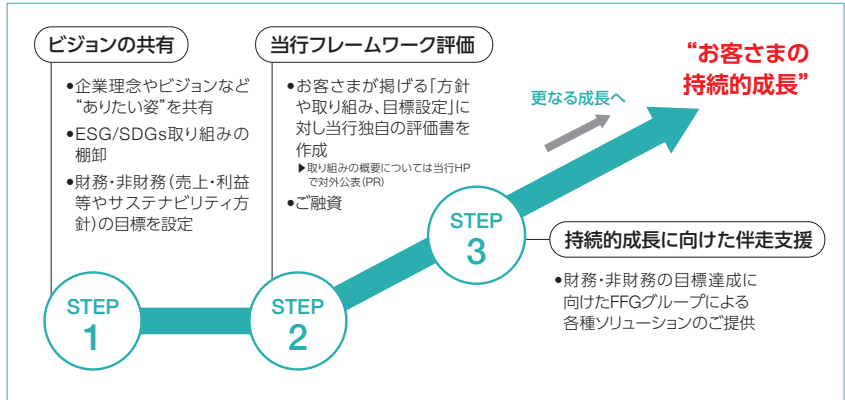 ビジョンの共有
•企業理念やビジョンなど
“ありたい姿”を共有
•ESG/SDGs取り組みの
棚卸
•財務・非財務(売上・利益
等やサステナビリティ方
針)の目標を設定
STEP
1
当行フレームワーク評価
•お客さまが掲げる「方針
や取り組み、目標設定」に
対し当行独自の評価書を
作成
▶取り組みの概要については当行HP
で対外公表(PR)
•ご融資
STEP
2
STEP
3
持続的成長に向けた伴走支援
•財務・非財務の目標達成に
向けたFFGグループによる
各種ソリューションのご提供
更なる成長へ
“お客さまの
持続的成長”